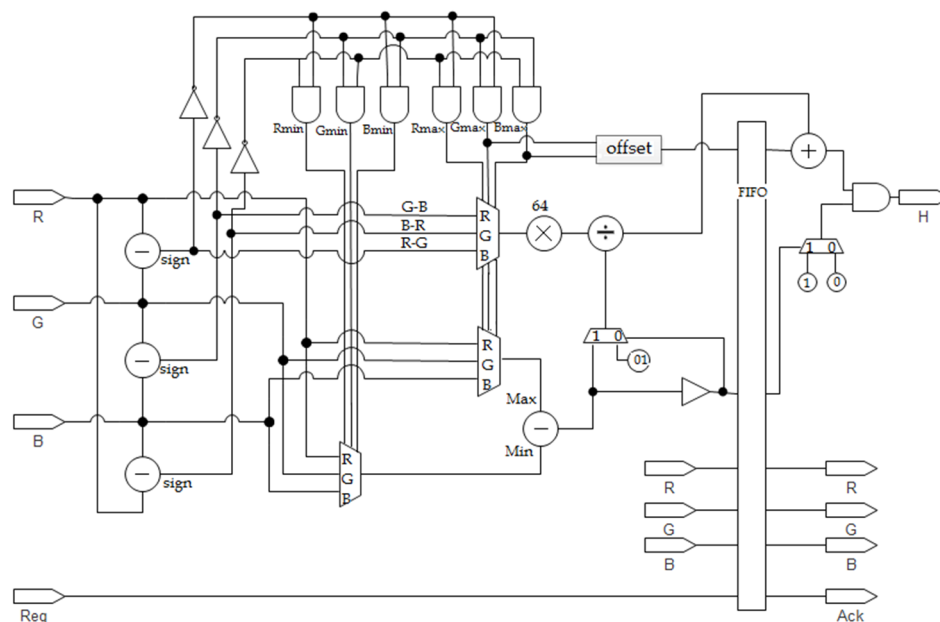 Rmin
Gmin
Bmin
Rmax
Gmax
Bmax
offset
FIFO
R
G-B
B-R
R-G
R
G
B
64
H
sign
1 0
1
0
G
sign
R
G
B
1 0
01
Max
Min
B
sign
R
G
B
R
R
G
G
B
B
Req
Ack